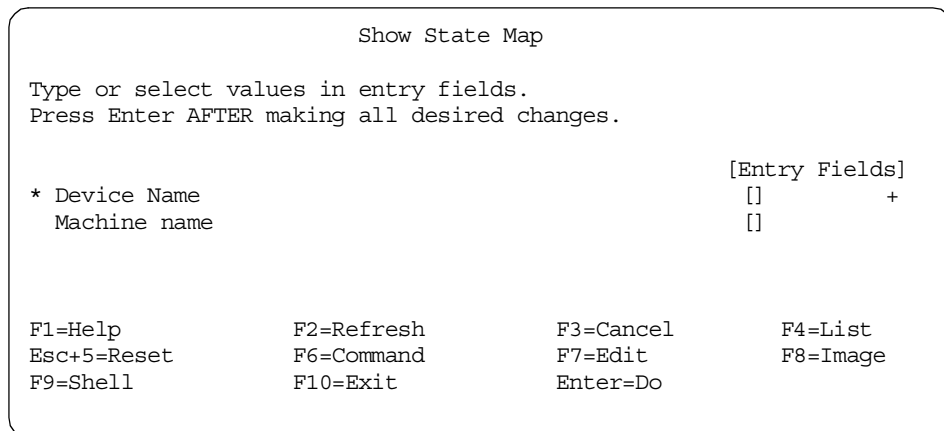 Show State Map
Type or select values in entry fields.
Press Enter AFTER making all desired changes.
[Entry Fields]
* Device Name [] +
Machine name []
F1=Help F2=Refresh F3=Cancel F4=List
Esc+5=Reset F6=Command F7=Edit F8=Image
F9=Shell F10=Exit Enter=Do